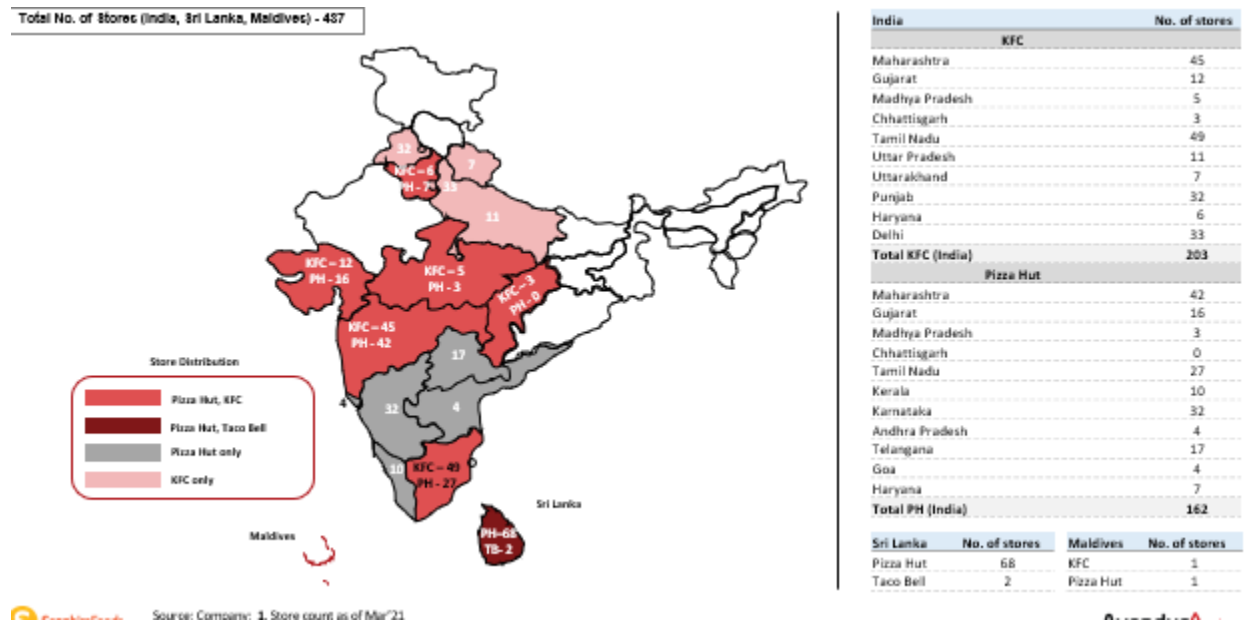 Total No. of Stores (India, Sri Lanka, Maldives) - 437
32
KFC – 6
PH - 7
33
7
11
KFC – 12
PH - 16
KFC – 5
PH - 3
KFC – 3
PH - 0
KFC – 45
PH - 42
17
4
32
4
10
KFC – 49
PH - 27
Sri Lanka
PH-68
TB- 2
Maldives
Store Distribution
Pizza Hut, KFC
Pizza Hut, Taco Bell
Pizza Hut only
KFC only
India No. of stores
KFC
Maharashtra 45
Gujarat 12
Madhya Pradesh 5
Chhattisgarh 3
Tamil Nadu 49
Uttar Pradesh 11
Uttarakhand 7
Punjab 32
Haryana 6
Delhi 33
Total KFC (India) 203
Pizza Hut
Maharashtra 42
Gujarat 16
Madhya Pradesh 3
Chhattisgarh 0
Tamil Nadu 27
Kerala 10
Karnataka 32
Andhra Pradesh 4
Telangana 17
Goa 4
Haryana 7
Total PH (India) 162
Sri Lanka No. of stores Maldives No. of stores
Pizza Hut 68 KFC 1
Taco Bell 2 Pizza Hut 1
Source: Company; 1. Store count as of Mar'21